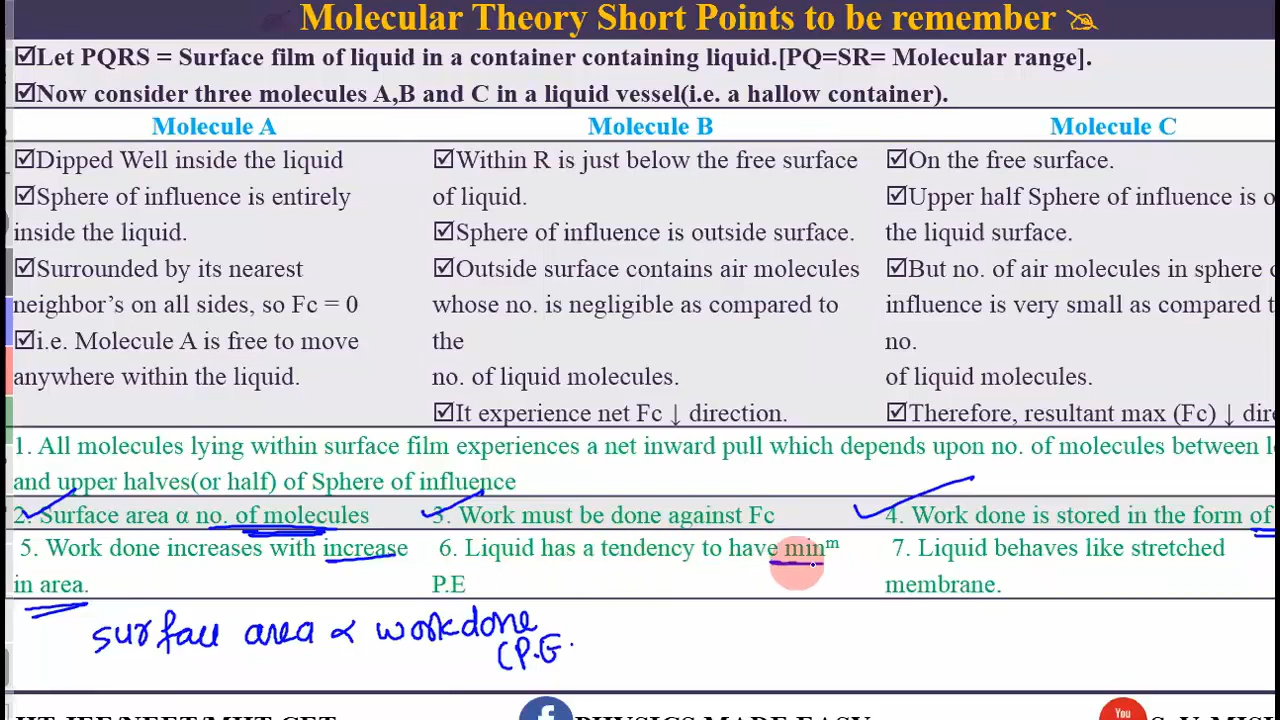 Molecular Theory Short Points to be remember
☑Let PQRS = Surface film of liquid in a container containing liquid.[PQ=SR= Molecular range].
☑Now consider three molecules A,B and C in a liquid vessel(i.e. a hallow container).
Molecule A
☑Dipped Well inside the liquid
☑Sphere of influence is entirely
inside the liquid.
☑Surrounded by its nearest
neighbor's on all sides, so Fc = 0
☑i.e. Molecule A is free to move
anywhere within the liquid.
Molecule B
☑Within R is just below the free surface
of liquid.
☑Sphere of influence is outside surface.
☑Outside surface contains air molecules
whose no. is negligible as compared to
the
no. of liquid molecules.
☑It experience net Fc ↓ direction.
Molecule C
☑On the free surface.
☑Upper half Sphere of influence is
the liquid surface.
☑But no. of air molecules in sphere
influence is very small as compared
no.
of liquid molecules.
☑Therefore, resultant max (Fc) ↓
1. All molecules lying within surface film experiences a net inward pull which depends upon no. of molecules between
and upper halves(or half) of Sphere of influence
2. Surface area α no. of molecules
3. Work must be done against Fc
4. Work done is stored in the form of
5. Work done increases with increase
in area.
6. Liquid has a tendency to have minᵐ
P.E
7. Liquid behaves like stretched
membrane.
surface area ∝ workdone
(P.E.
PHYSICS MADE EASY
You